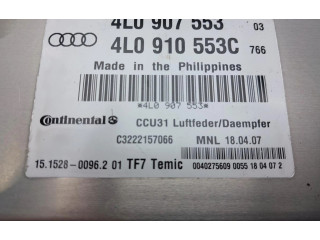 4L0 907 553 03
4L0 910 553C 766
Made in the Philippines
*4L0 907 553*
Continental CCU31 Luftfeder/Daempfer
C3222157066 MNL 18.04.07
15.1528-0096.2 01 TF7 Temic 0040275609 0055 18 04 07 2